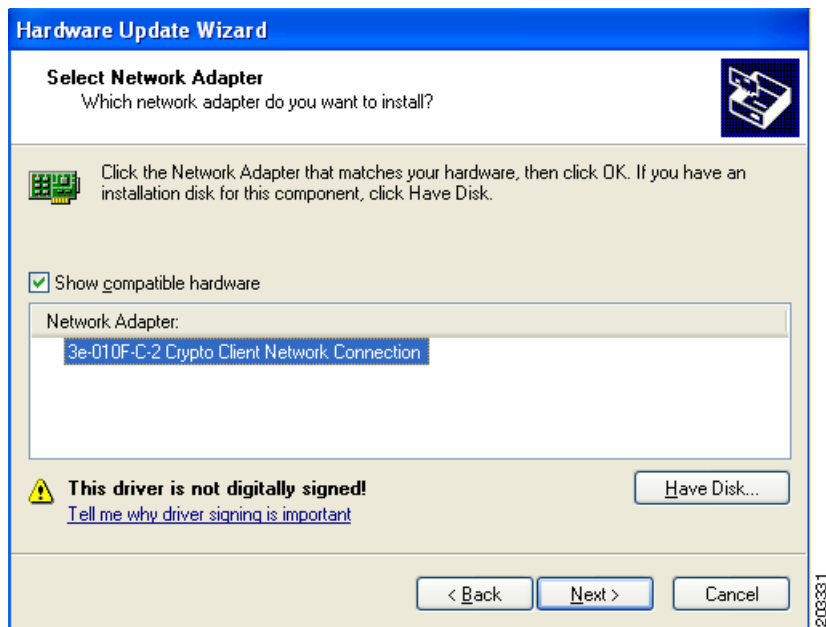 Hardware Update Wizard
Select Network Adapter
Which network adapter do you want to install?
Click the Network Adapter that matches your hardware, then click OK. If you have an
installation disk for this component, click Have Disk.
Show compatible hardware
Network Adapter:
3e-010F-C-2 Crypto Client Network Connection
This driver is not digitally signed!
Have Disk...
Tell me why driver signing is important
< Back
Next >
Cancel
203331